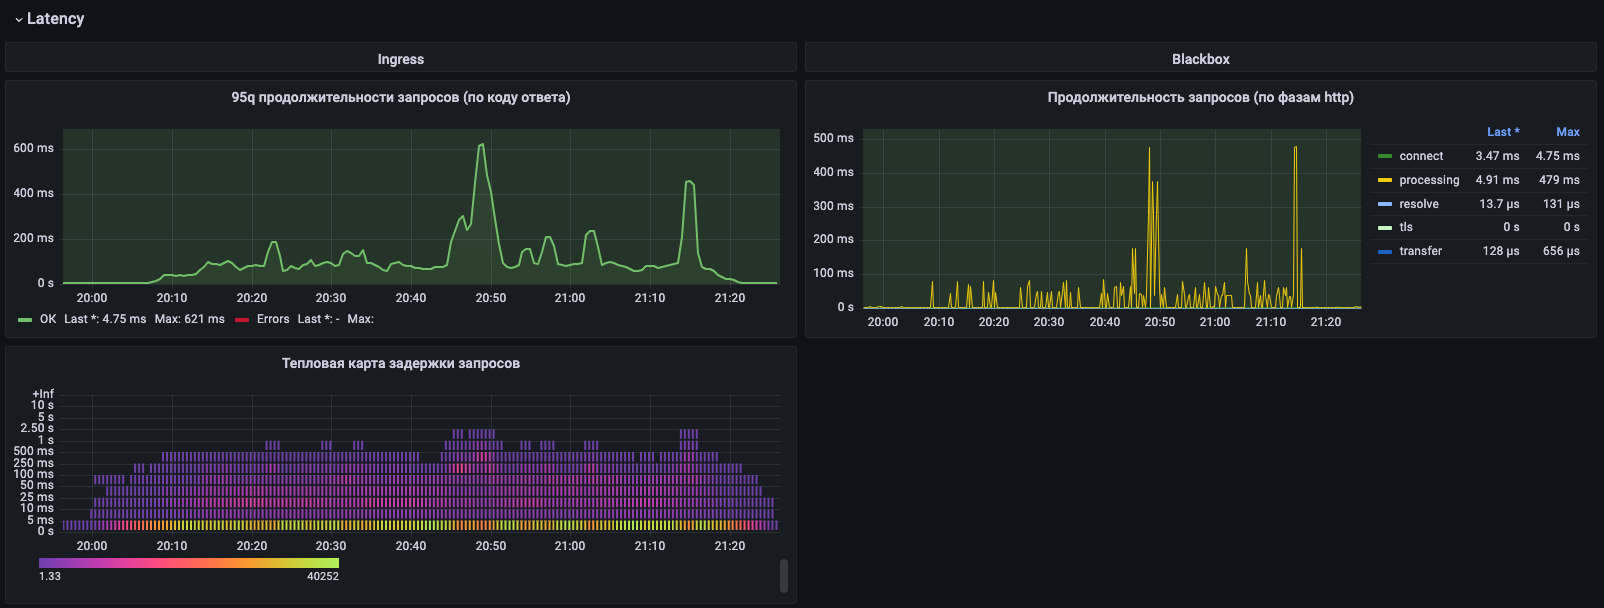 Latency
Ingress
95q продолжительности запросов (по коду ответа)
600 ms
400 ms
200 ms
0 s
20:00 20:10 20:20 20:30 20:40 20:50 21:00 21:10 21:20
OK Last *: 4.75 ms Max: 621 ms Errors Last *: - Max:
Blackbox
Продолжительность запросов (по фазам http)
500 ms
400 ms
300 ms
200 ms
100 ms
0 s
20:00 20:10 20:20 20:30 20:40 20:50 21:00 21:10 21:20
Last * Max
connect 3.47 ms 4.75 ms
processing 4.91 ms 479 ms
resolve 13.7 µs 131 µs
tls 0 s 0 s
transfer 128 µs 656 µs
Тепловая карта задержки запросов
+Inf
10 s
5 s
2.50 s
1 s
500 ms
250 ms
100 ms
50 ms
25 ms
10 ms
5 ms
0 s
20:00 20:10 20:20 20:30 20:40 20:50 21:00 21:10 21:20
1.33 40252